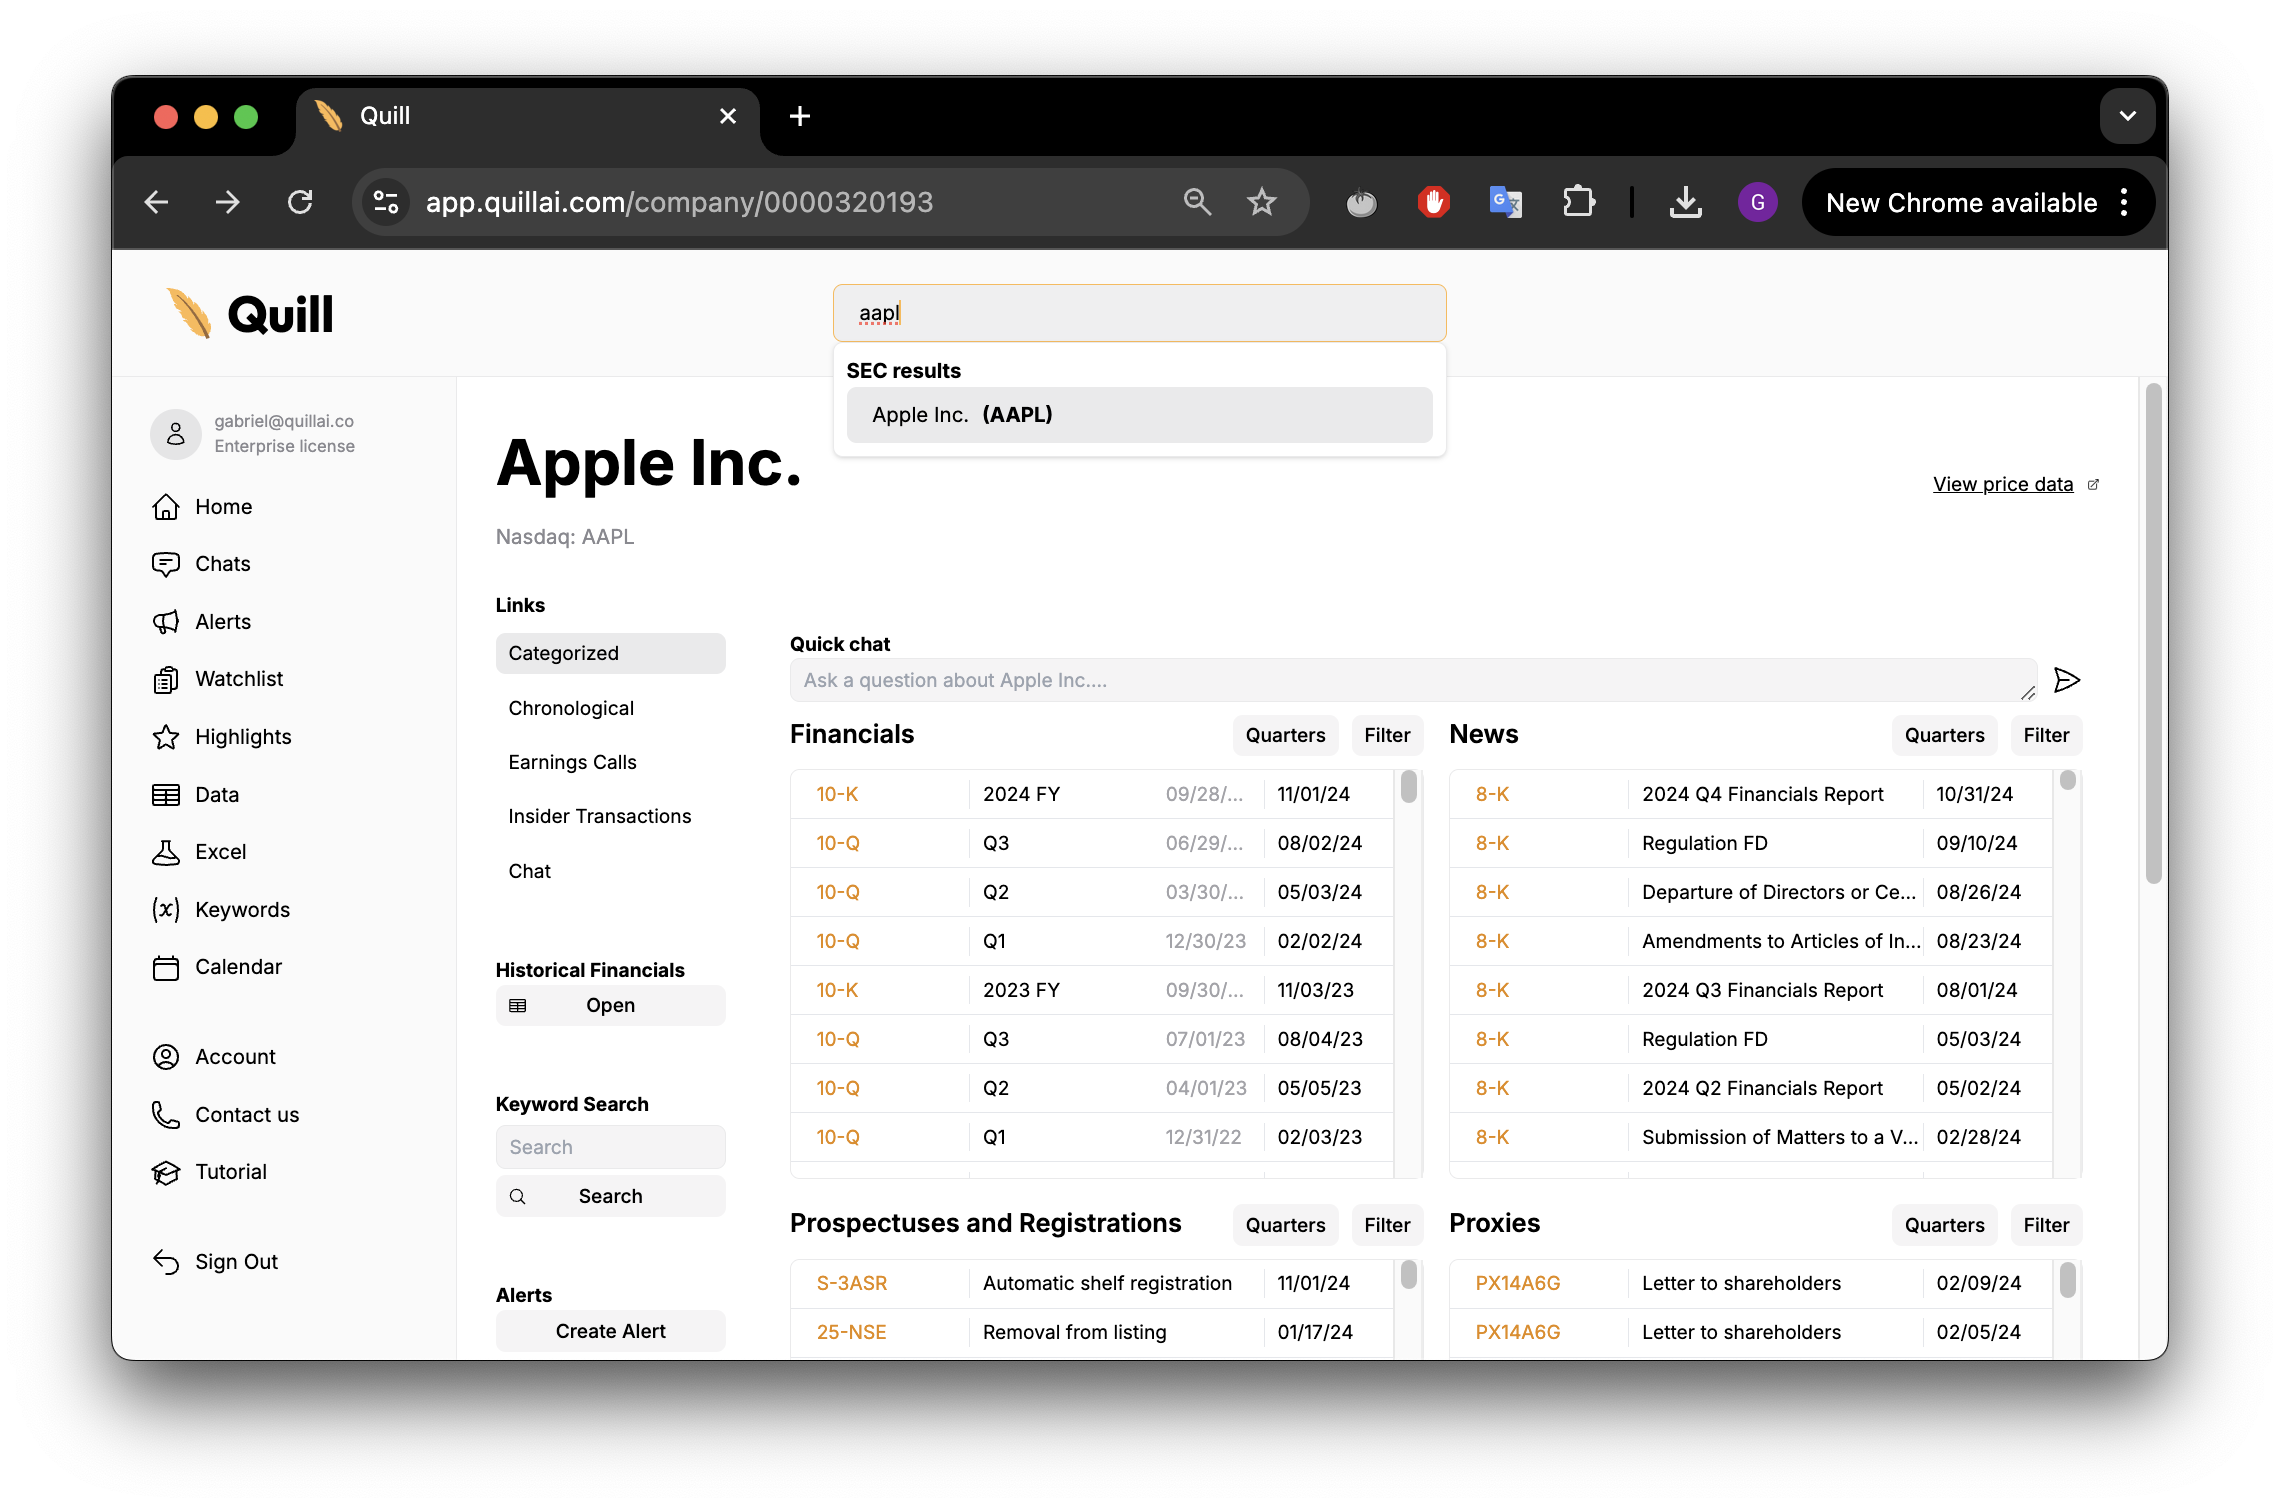 Quill
app.quillai.com/company/0000320193
G
New Chrome available
Quill
aapl
SEC results
Apple Inc. (AAPL)
gabriel@quillai.co
Enterprise license
Home
Chats
Alerts
Watchlist
Highlights
Data
Excel
Keywords
Calendar
Account
Contact us
Tutorial
Sign Out
Apple Inc.
Nasdaq: AAPL
View price data
Links
Categorized
Chronological
Earnings Calls
Insider Transactions
Chat
Historical Financials
Open
Keyword Search
Search
Search
Alerts
Create Alert
Quick chat
Ask a question about Apple Inc....
Financials Quarters Filter
10-K 2024 FY 09/28/... 11/01/24
10-Q Q3 06/29/... 08/02/24
10-Q Q2 03/30/... 05/03/24
10-Q Q1 12/30/23 02/02/24
10-K 2023 FY 09/30/... 11/03/23
10-Q Q3 07/01/23 08/04/23
10-Q Q2 04/01/23 05/05/23
10-Q Q1 12/31/22 02/03/23
News Quarters Filter
8-K 2024 Q4 Financials Report 10/31/24
8-K Regulation FD 09/10/24
8-K Departure of Directors or Ce... 08/26/24
8-K Amendments to Articles of In... 08/23/24
8-K 2024 Q3 Financials Report 08/01/24
8-K Regulation FD 05/03/24
8-K 2024 Q2 Financials Report 05/02/24
8-K Submission of Matters to a V... 02/28/24
Prospectuses and Registrations Quarters Filter
S-3ASR Automatic shelf registration 11/01/24
25-NSE Removal from listing 01/17/24
Proxies Quarters Filter
PX14A6G Letter to shareholders 02/09/24
PX14A6G Letter to shareholders 02/05/24